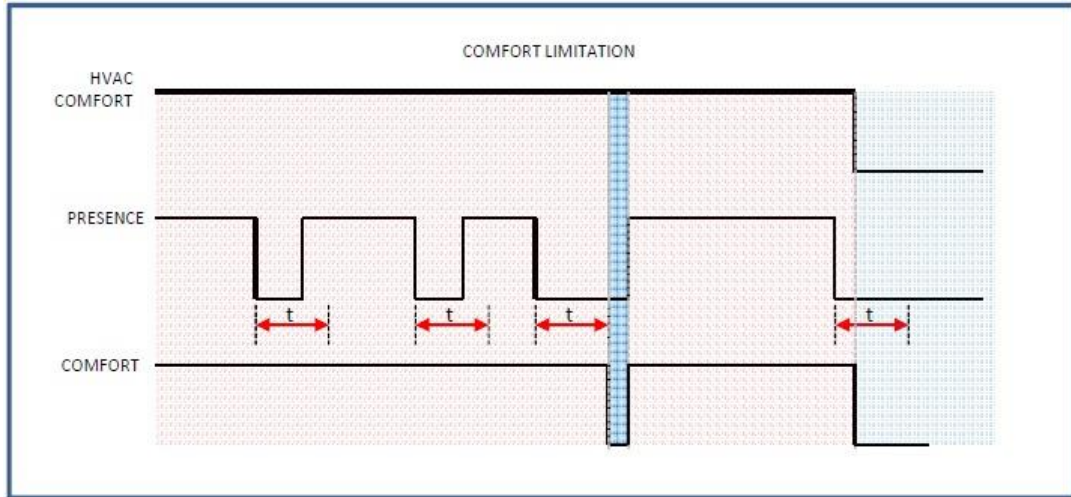 COMFORT LIMITATION
HVAC
COMFORT
PRESENCE
t
t
t
t
COMFORT